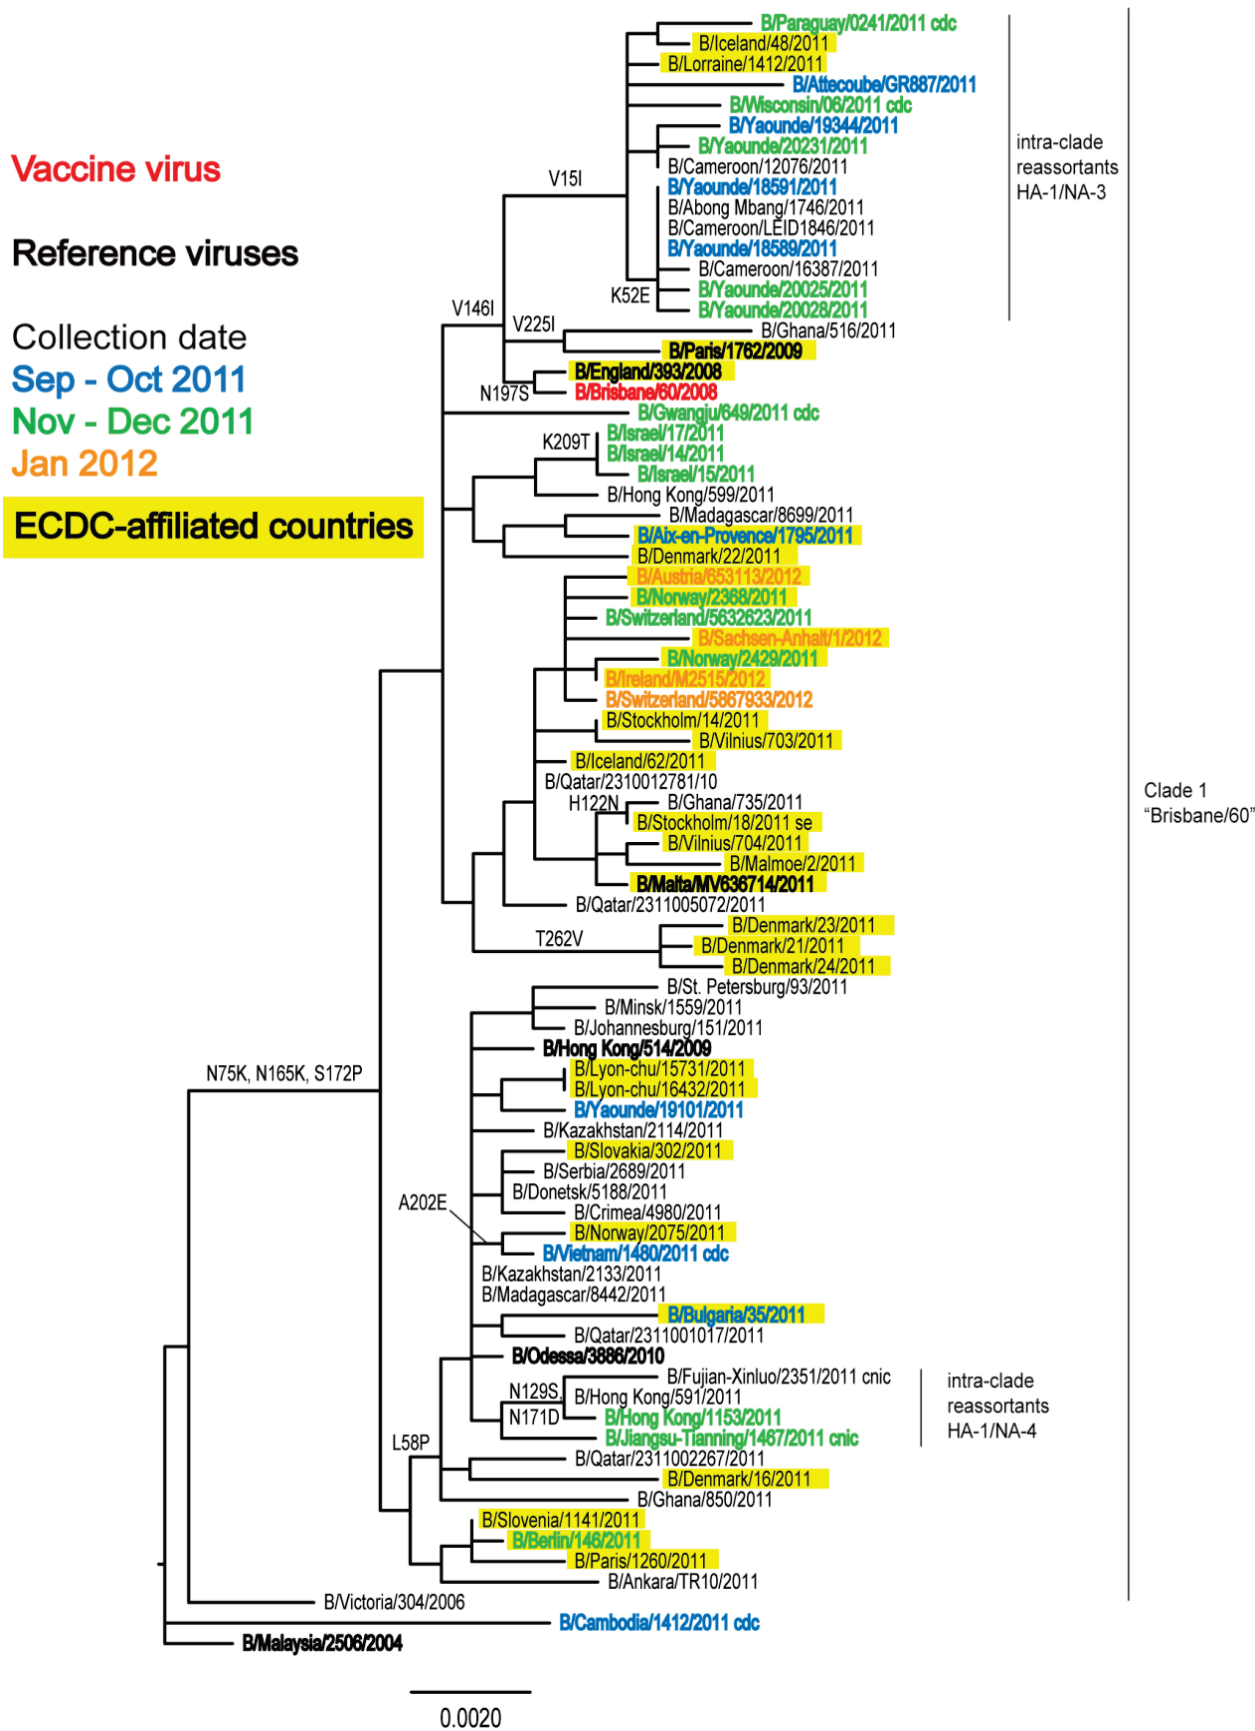 Vaccine virus
Reference viruses
Collection date
Sep - Oct 2011
Nov - Dec 2011
Jan 2012
ECDC-affiliated countries
B/Paraguay/0241/2011 cdc
B/Iceland/48/2011
B/Lorraine/1412/2011
B/Attecoube/GR887/2011
B/Wisconsin/06/2011 cdc
B/Yaounde/19344/2011
B/Yaounde/20231/2011
B/Cameroon/12076/2011
V15I
B/Yaounde/18591/2011
B/Abong Mbang/1746/2011
B/Cameroon/LEID1846/2011
B/Yaounde/18589/2011
B/Cameroon/16387/2011
K52E
B/Yaounde/20025/2011
B/Yaounde/20028/2011
intra-clade
reassortants
HA-1/NA-3
V146I
V225I
B/Ghana/516/2011
B/Paris/1762/2009
B/England/393/2008
N197S
B/Brisbane/60/2008
B/Gwangju/649/2011 cdc
B/Israel/17/2011
K209T
B/Israel/14/2011
B/Israel/15/2011
B/Hong Kong/599/2011
B/Madagascar/8699/2011
B/Aix-en-Provence/1795/2011
B/Denmark/22/2011
B/Austria/653113/2012
B/Norway/2368/2011
B/Switzerland/5632623/2011
B/Sachsen-Anhalt/1/2012
B/Norway/2429/2011
B/Ireland/M2515/2012
B/Switzerland/5867933/2012
B/Stockholm/14/2011
B/Vilnius/703/2011
B/Iceland/62/2011
B/Qatar/2310012781/10
H122N
B/Ghana/735/2011
B/Stockholm/18/2011 se
B/Vilnius/704/2011
B/Malmoe/2/2011
B/Malta/MV636714/2011
B/Qatar/2311005072/2011
B/Denmark/23/2011
T262V
B/Denmark/21/2011
B/Denmark/24/2011
Clade 1
“Brisbane/60”
B/St. Petersburg/93/2011
B/Minsk/1559/2011
B/Johannesburg/151/2011
B/Hong Kong/514/2009
N75K, N165K, S172P
B/Lyon-chu/15731/2011
B/Lyon-chu/16432/2011
B/Yaounde/19101/2011
B/Kazakhstan/2114/2011
B/Slovakia/302/2011
B/Serbia/2689/2011
B/Donetsk/5188/2011
A202E
B/Crimea/4980/2011
B/Norway/2075/2011
B/Vietnam/1480/2011 cdc
B/Kazakhstan/2133/2011
B/Madagascar/8442/2011
B/Bulgaria/35/2011
B/Qatar/2311001017/2011
B/Odessa/3886/2010
B/Fujian-Xinluo/2351/2011 cnic
N129S,
B/Hong Kong/591/2011
N171D
B/Hong Kong/1153/2011
B/Jiangsu-Tianning/1467/2011 cnic
intra-clade
reassortants
HA-1/NA-4
L58P
B/Qatar/2311002267/2011
B/Denmark/16/2011
B/Ghana/850/2011
B/Slovenia/1141/2011
B/Berlin/146/2011
B/Paris/1260/2011
B/Ankara/TR10/2011
B/Victoria/304/2006
B/Cambodia/1412/2011 cdc
B/Malaysia/2506/2004
0.0020